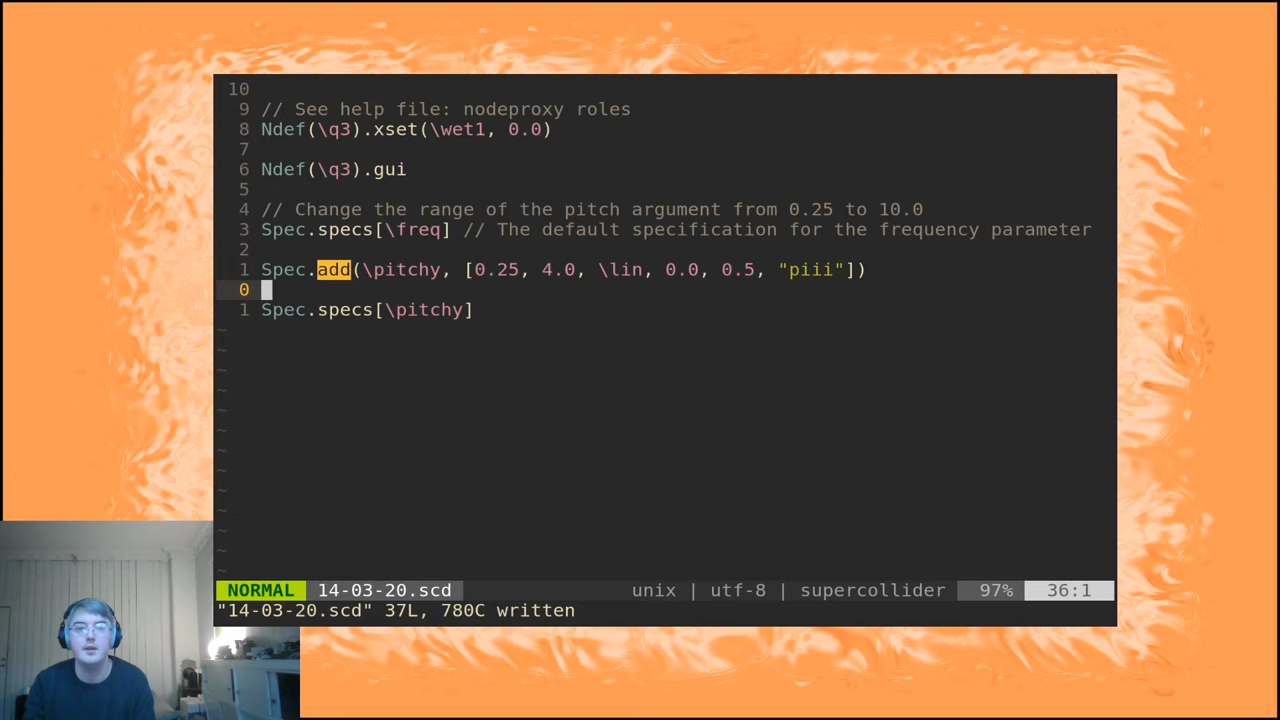 10
9 // See help file: nodeproxy roles
8 Ndef(\q3).xset(\wet1, 0.0)
7
6 Ndef(\q3).gui
5
4 // Change the range of the pitch argument from 0.25 to 10.0
3 Spec.specs[\freq] // The default specification for the frequency parameter
2
1 Spec.add(\pitchy, [0.25, 4.0, \lin, 0.0, 0.5, "piii"])
0
1 Spec.specs[\pitchy]
~
~
~
~
~
~
~
~
~
~
~
~
~
NORMAL 14-03-20.scd unix | utf-8 | supercollider 97% 36:1
"14-03-20.scd" 37L, 780C written